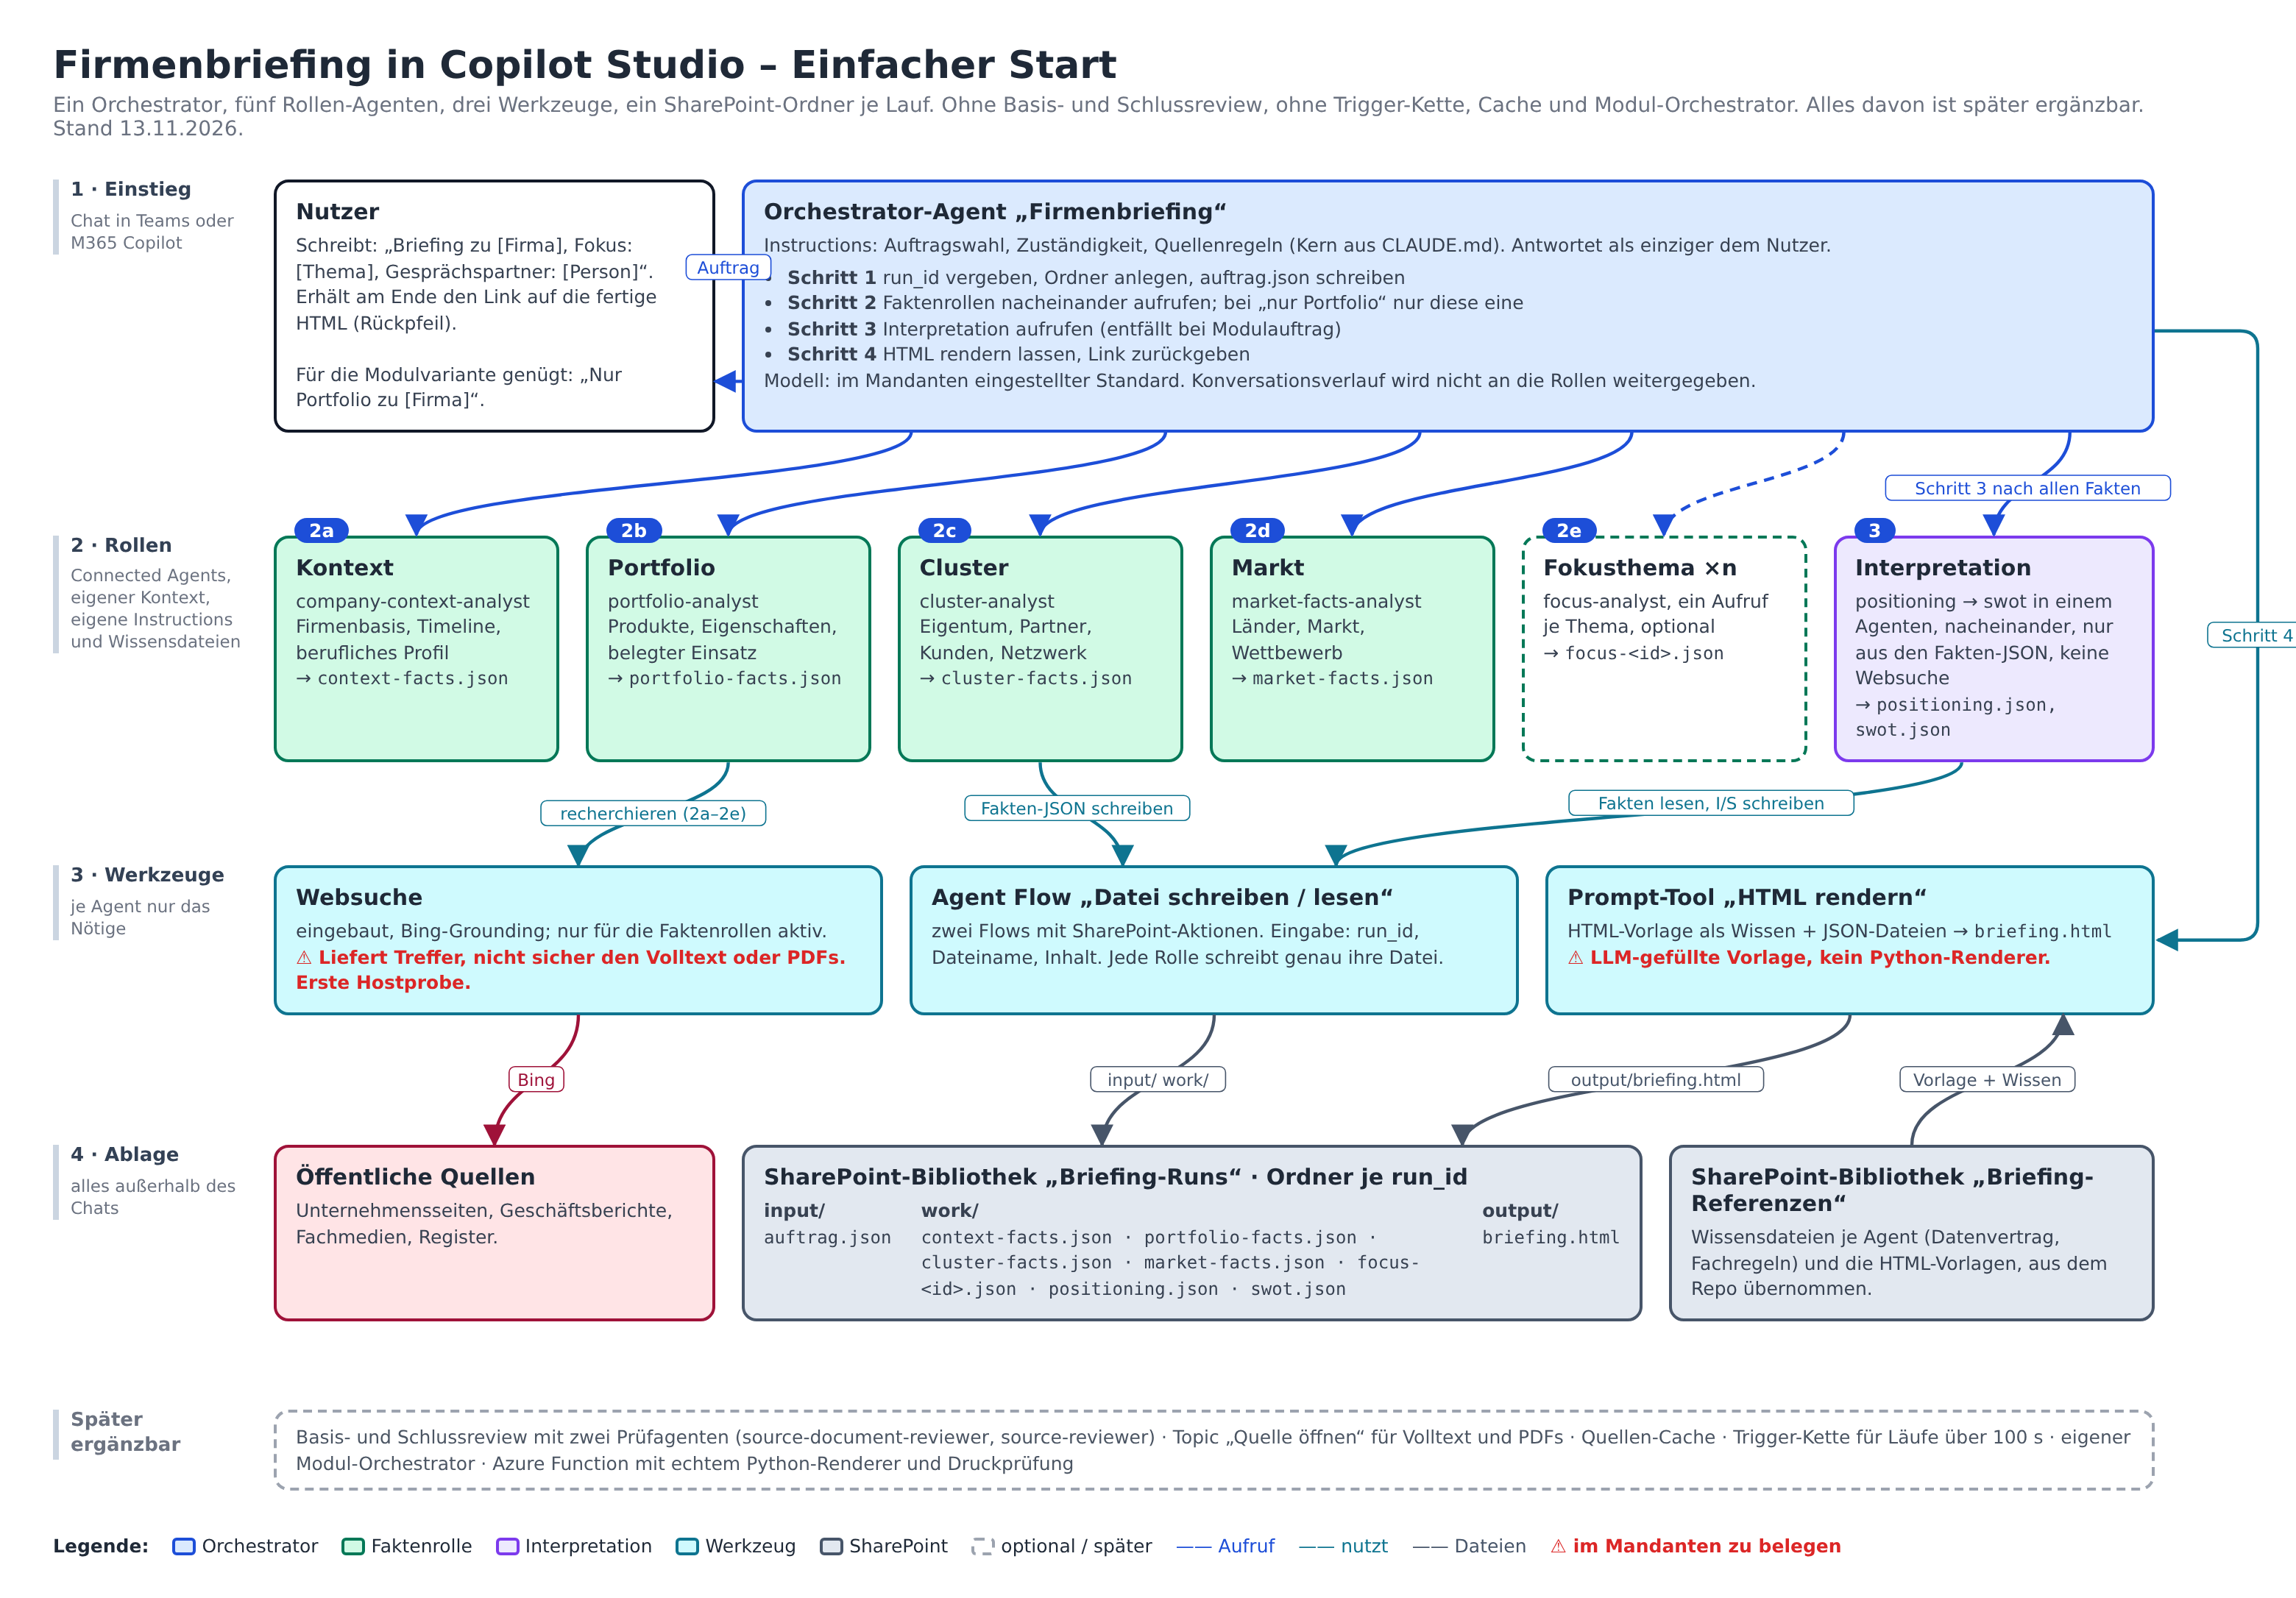 Firmenbriefing in Copilot Studio – Einfacher Start
Ein Orchestrator, fünf Rollen-Agenten, drei Werkzeuge, ein SharePoint-Ordner je Lauf. Ohne Basis- und Schlussreview, ohne Trigger-Kette, Cache und Modul-Orchestrator. Alles davon ist später ergänzbar.
Stand 13.11.2026.
1 · Einstieg
Chat in Teams oder
M365 Copilot
Nutzer
Schreibt: „Briefing zu [Firma], Fokus:
[Thema], Gesprächspartner: [Person]“.
Erhält am Ende den Link auf die fertige
HTML (Rückpfeil).
Für die Modulvariante genügt: „Nur
Portfolio zu [Firma]“.
Auftrag
Orchestrator-Agent „Firmenbriefing“
Instructions: Auftragswahl, Zuständigkeit, Quellenregeln (Kern aus CLAUDE.md). Antwortet als einziger dem Nutzer.
• Schritt 1 run_id vergeben, Ordner anlegen, auftrag.json schreiben
• Schritt 2 Faktenrollen nacheinander aufrufen; bei „nur Portfolio“ nur diese eine
• Schritt 3 Interpretation aufrufen (entfällt bei Modulauftrag)
• Schritt 4 HTML rendern lassen, Link zurückgeben
Modell: im Mandanten eingestellter Standard. Konversationsverlauf wird nicht an die Rollen weitergegeben.
Schritt 3 nach allen Fakten
Schritt 4
2 · Rollen
Connected Agents,
eigener Kontext,
eigene Instructions
und Wissensdateien
2a
Kontext
company-context-analyst
Firmenbasis, Timeline,
berufliches Profil
→ context-facts.json
2b
Portfolio
portfolio-analyst
Produkte, Eigenschaften,
belegter Einsatz
→ portfolio-facts.json
2c
Cluster
cluster-analyst
Eigentum, Partner,
Kunden, Netzwerk
→ cluster-facts.json
2d
Markt
market-facts-analyst
Länder, Markt,
Wettbewerb
→ market-facts.json
2e
Fokusthema ×n
focus-analyst, ein Aufruf
je Thema, optional
→ focus-<id>.json
3
Interpretation
positioning → swot in einem
Agenten, nacheinander, nur
aus den Fakten-JSON, keine
Websuche
→ positioning.json,
swot.json
recherchieren (2a–2e)
Fakten-JSON schreiben
Fakten lesen, I/S schreiben
3 · Werkzeuge
je Agent nur das
Nötige
Websuche
eingebaut, Bing-Grounding; nur für die Faktenrollen aktiv.
⚠ Liefert Treffer, nicht sicher den Volltext oder PDFs.
Erste Hostprobe.
Agent Flow „Datei schreiben / lesen“
zwei Flows mit SharePoint-Aktionen. Eingabe: run_id,
Dateiname, Inhalt. Jede Rolle schreibt genau ihre Datei.
Prompt-Tool „HTML rendern“
HTML-Vorlage als Wissen + JSON-Dateien → briefing.html
⚠ LLM-gefüllte Vorlage, kein Python-Renderer.
Bing
input/ work/
output/briefing.html
Vorlage + Wissen
4 · Ablage
alles außerhalb des
Chats
Öffentliche Quellen
Unternehmensseiten, Geschäftsberichte,
Fachmedien, Register.
SharePoint-Bibliothek „Briefing-Runs“ · Ordner je run_id
input/
auftrag.json
work/
context-facts.json · portfolio-facts.json ·
cluster-facts.json · market-facts.json · focus-
<id>.json · positioning.json · swot.json
output/
briefing.html
SharePoint-Bibliothek „Briefing-
Referenzen“
Wissensdateien je Agent (Datenvertrag,
Fachregeln) und die HTML-Vorlagen, aus dem
Repo übernommen.
Später
ergänzbar
Basis- und Schlussreview mit zwei Prüfagenten (source-document-reviewer, source-reviewer) · Topic „Quelle öffnen“ für Volltext und PDFs · Quellen-Cache · Trigger-Kette für Läufe über 100 s · eigener
Modul-Orchestrator · Azure Function mit echtem Python-Renderer und Druckprüfung
Legende: Orchestrator Faktenrolle Interpretation Werkzeug SharePoint optional / später —— Aufruf —— nutzt —— Dateien ⚠ im Mandanten zu belegen